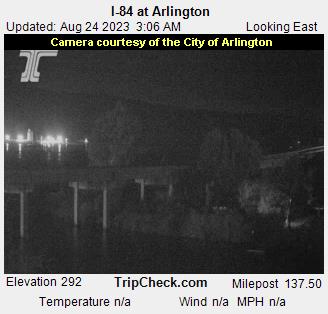 I-84 at Arlington
Updated: Aug 24 2023 3:06 AM Looking East
Camera courtesy of the City of Arlington
Elevation 292 TripCheck.com Milepost 137.50
Temperature n/a Wind n/a MPH n/a